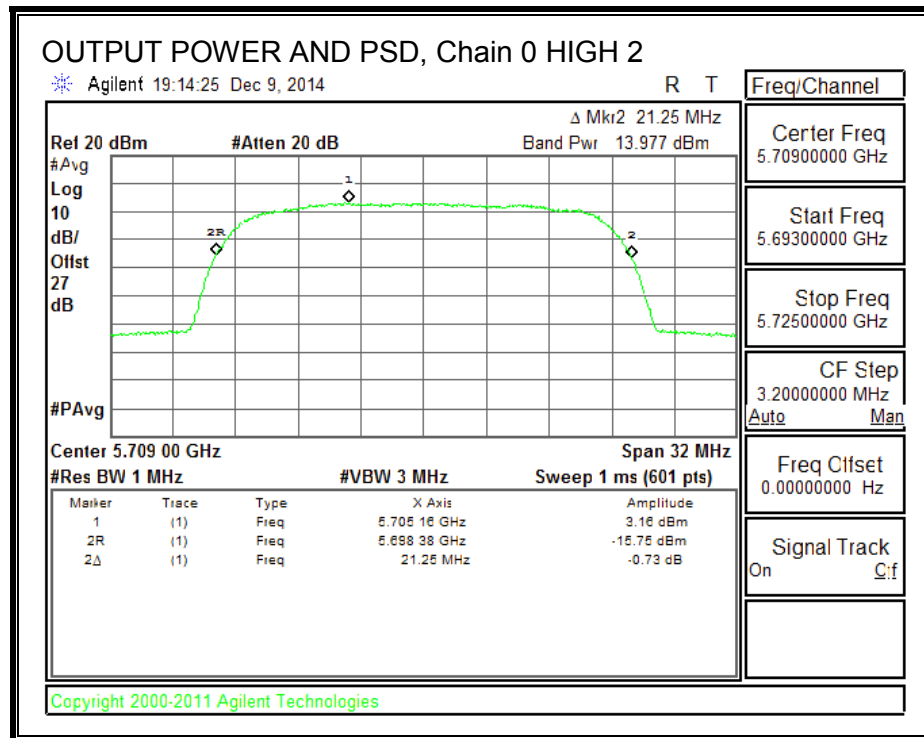 OUTPUT POWER AND PSD, Chain 0 HIGH 2
Agilent 19:14:25 Dec 9, 2014 R T
Δ Mkr2 21.25 MHz
Ref 20 dBm #Atten 20 dB Band Pwr 13.977 dBm
#Avg
Log
10
dB/
Offst
27
dB
#PAvg
1
2R
2
Center 5.709 00 GHz Span 32 MHz
#Res BW 1 MHz #VBW 3 MHz Sweep 1 ms (601 pts)
Marker Trace Type X Axis Amplitude
1 (1) Freq 5.705 16 GHz 3.16 dBm
2R (1) Freq 5.698 38 GHz -15.75 dBm
2Δ (1) Freq 21.25 MHz -0.73 dB
Copyright 2000-2011 Agilent Technologies
Freq/Channel
Center Freq
5.70900000 GHz
Start Freq
5.69300000 GHz
Stop Freq
5.72500000 GHz
CF Step
3.20000000 MHz
Auto Man
Freq Offset
0.00000000 Hz
Signal Track
On Off